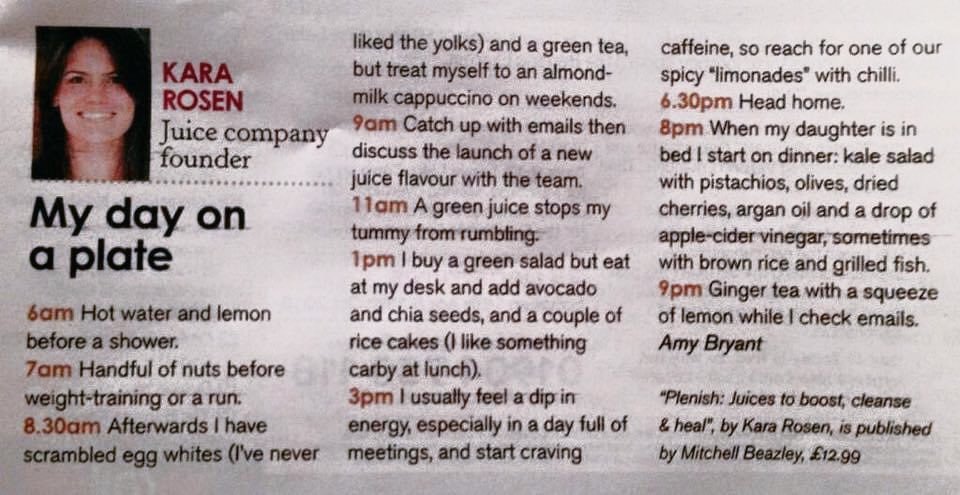 KARA
ROSEN
Juice company
founder
My day on
a plate
6am Hot water and lemon
before a shower.
7am Handful of nuts before
weight-training or a run.
8.30am Afterwards I have
scrambled egg whites (I've never
liked the yolks) and a green tea,
but treat myself to an almond-
milk cappuccino on weekends.
9am Catch up with emails then
discuss the launch of a new
juice flavour with the team.
11am A green juice stops my
tummy from rumbling.
1pm I buy a green salad but eat
at my desk and add avocado
and chia seeds, and a couple of
rice cakes (I like something
carby at lunch).
3pm I usually feel a dip in
energy, especially in a day full of
meetings, and start craving
caffeine, so reach for one of our
spicy "limonades" with chilli.
6.30pm Head home.
8pm When my daughter is in
bed I start on dinner: kale salad
with pistachios, olives, dried
cherries, argan oil and a drop of
apple-cider vinegar, sometimes
with brown rice and grilled fish.
9pm Ginger tea with a squeeze
of lemon while I check emails.
Amy Bryant
"Plenish: Juices to boost, cleanse
& heal", by Kara Rosen, is published
by Mitchell Beazley, £12.99